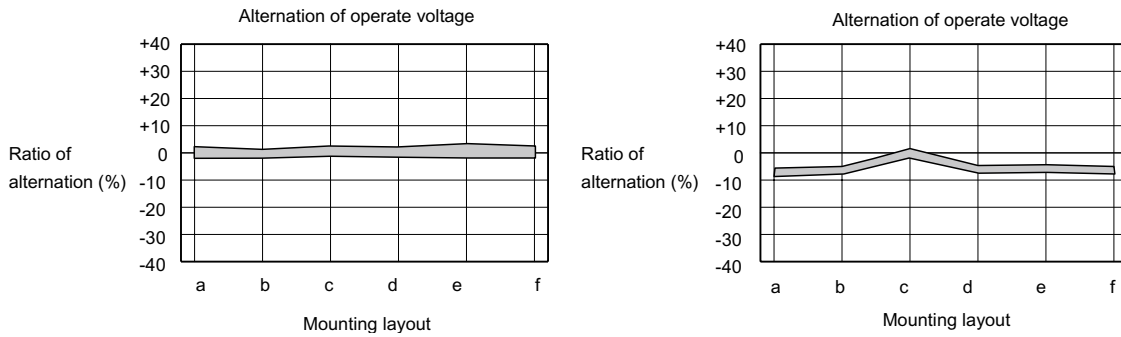 Alternation of operate voltage
+40
+30
+20
+10
0
-10
-20
-30
-40
Ratio of
alternation (%)
a b c d e f
Mounting layout
Alternation of operate voltage
+40
+30
+20
+10
0
-10
-20
-30
-40
Ratio of
alternation (%)
a b c d e f
Mounting layout